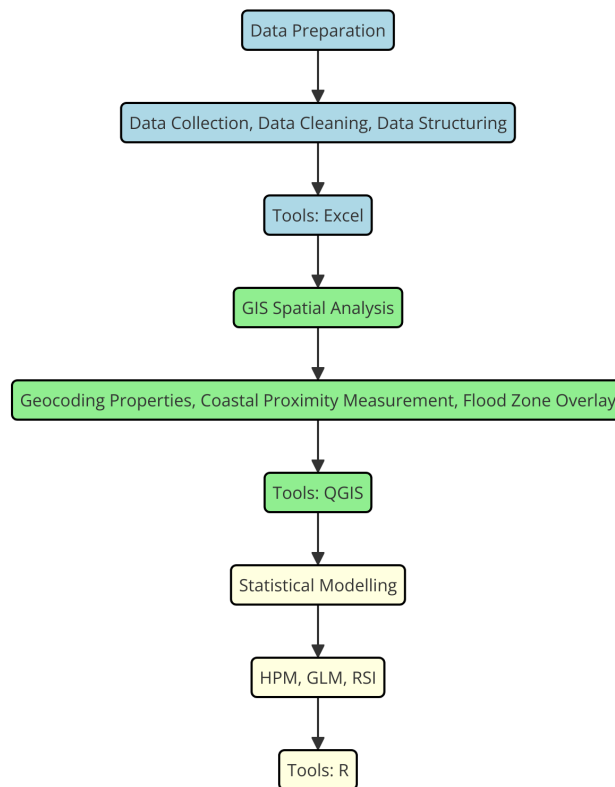 Data Preparation
Data Collection, Data Cleaning, Data Structuring
Tools: Excel
GIS Spatial Analysis
Geocoding Properties, Coastal Proximity Measurement, Flood Zone Overlay
Tools: QGIS
Statistical Modelling
HPM, GLM, RSI
Tools: R